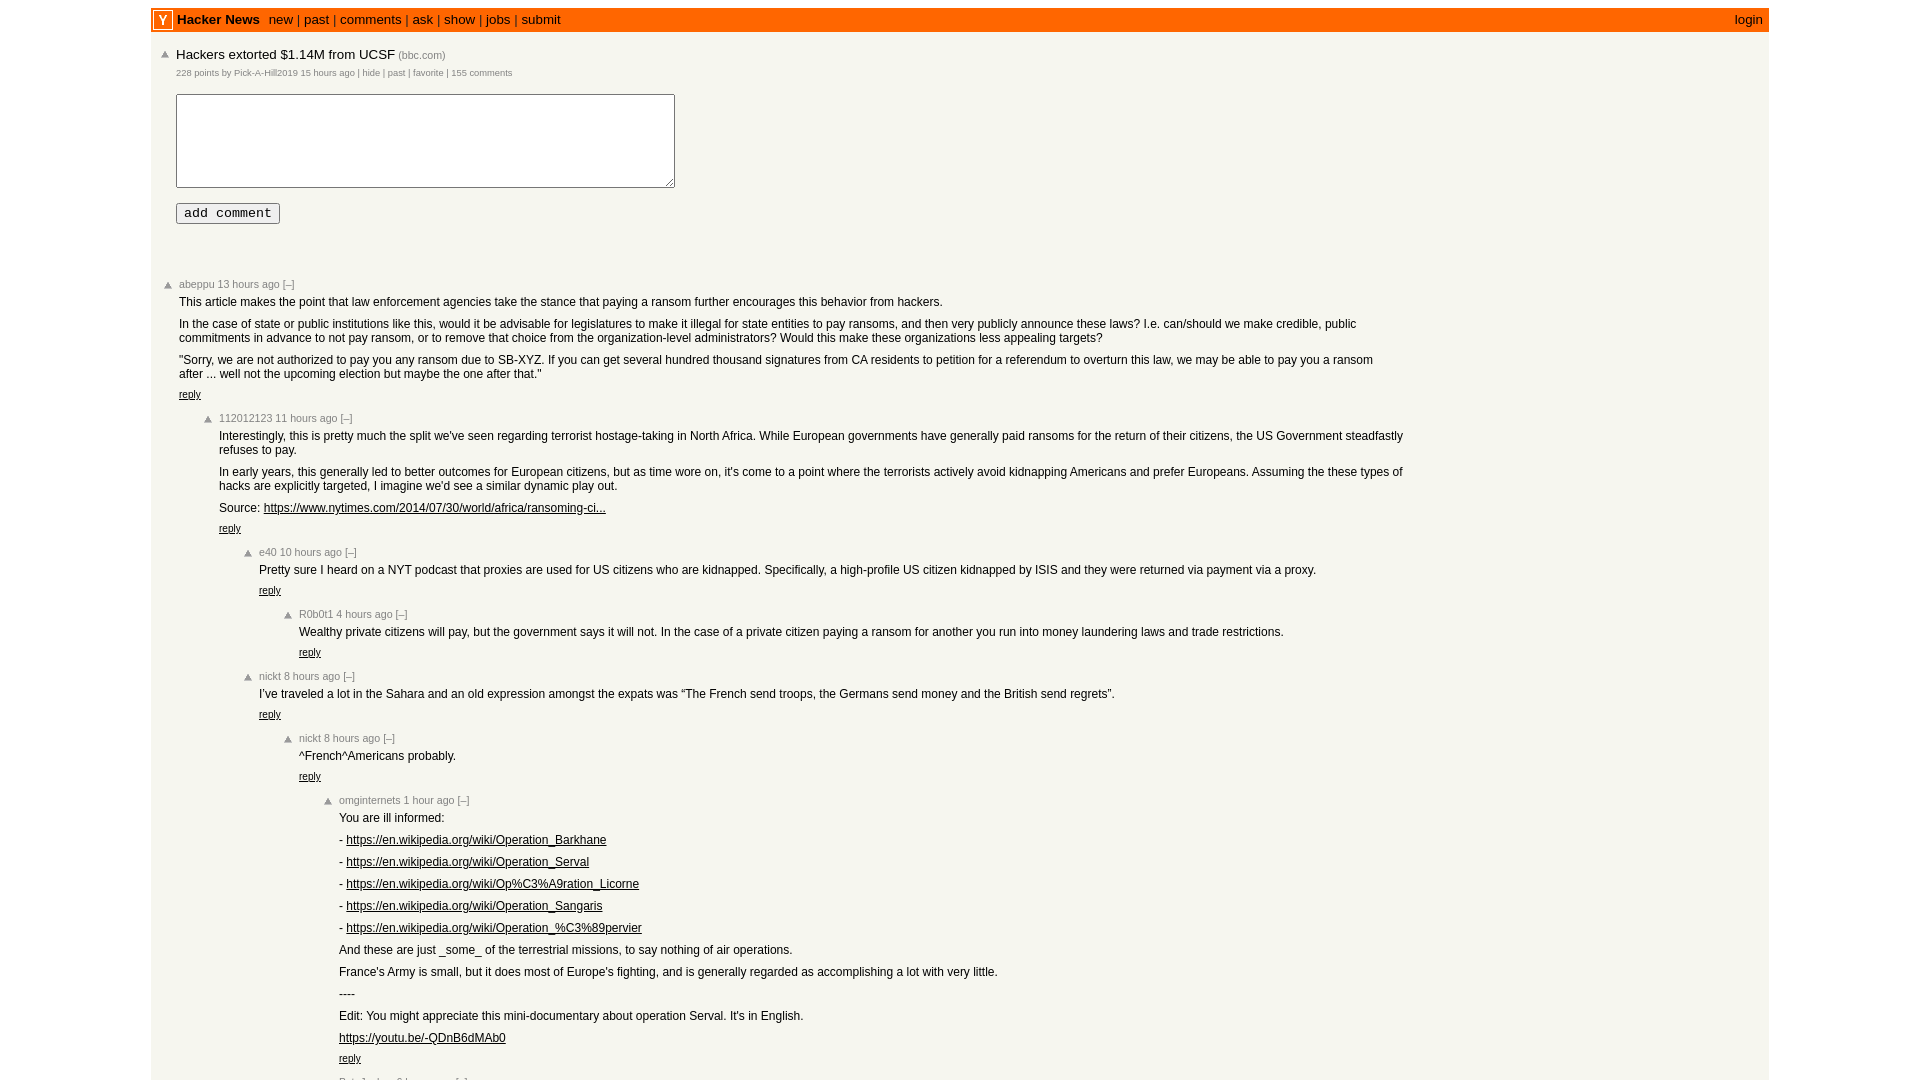 Y Hacker News new | past | comments | ask | show | jobs | submit login
Hackers extorted $1.14M from UCSF (bbc.com)
228 points by Pick-A-Hill2019 15 hours ago | hide | past | favorite | 155 comments
add comment
abeppu 13 hours ago [–]
This article makes the point that law enforcement agencies take the stance that paying a ransom further encourages this behavior from hackers.
In the case of state or public institutions like this, would it be advisable for legislatures to make it illegal for state entities to pay ransoms, and then very publicly announce these laws? I.e. can/should we make credible, public
commitments in advance to not pay ransom, or to remove that choice from the organization-level administrators? Would this make these organizations less appealing targets?
"Sorry, we are not authorized to pay you any ransom due to SB-XYZ. If you can get several hundred thousand signatures from CA residents to petition for a referendum to overturn this law, we may be able to pay you a ransom
after ... well not the upcoming election but maybe the one after that."
reply
112012123 11 hours ago [–]
Interestingly, this is pretty much the split we've seen regarding terrorist hostage-taking in North Africa. While European governments have generally paid ransoms for the return of their citizens, the US Government steadfastly
refuses to pay.
In early years, this generally led to better outcomes for European citizens, but as time wore on, it's come to a point where the terrorists actively avoid kidnapping Americans and prefer Europeans. Assuming the these types of
hacks are explicitly targeted, I imagine we'd see a similar dynamic play out.
Source: https://www.nytimes.com/2014/07/30/world/africa/ransoming-ci...
reply
e40 10 hours ago [–]
Pretty sure I heard on a NYT podcast that proxies are used for US citizens who are kidnapped. Specifically, a high-profile US citizen kidnapped by ISIS and they were returned via payment via a proxy.
reply
R0b0t1 4 hours ago [–]
Wealthy private citizens will pay, but the government says it will not. In the case of a private citizen paying a ransom for another you run into money laundering laws and trade restrictions.
reply
nickt 8 hours ago [–]
I’ve traveled a lot in the Sahara and an old expression amongst the expats was “The French send troops, the Germans send money and the British send regrets”.
reply
nickt 8 hours ago [–]
^French^Americans probably.
reply
omginternets 1 hour ago [–]
You are ill informed:
- https://en.wikipedia.org/wiki/Operation_Barkhane
- https://en.wikipedia.org/wiki/Operation_Serval
- https://en.wikipedia.org/wiki/Op%C3%A9ration_Licorne
- https://en.wikipedia.org/wiki/Operation_Sangaris
- https://en.wikipedia.org/wiki/Operation_%C3%89pervier
And these are just _some_ of the terrestrial missions, to say nothing of air operations.
France's Army is small, but it does most of Europe's fighting, and is generally regarded as accomplishing a lot with very little.
----
Edit: You might appreciate this mini-documentary about operation Serval. It's in English.
https://youtu.be/-QDnB6dMAb0
reply